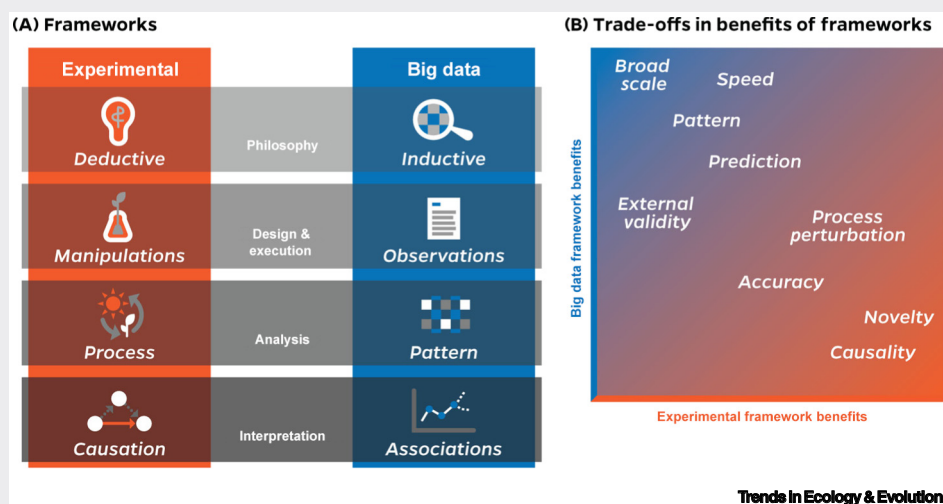 (A) Frameworks
Experimental
Big data
Deductive
Philosophy
Inductive
Manipulations
Design &
execution
Observations
Process
Analysis
Pattern
Causation
Interpretation
Associations
(B) Trade-offs in benefits of frameworks
Big data framework benefits
Broad
scale
Speed
Pattern
Prediction
External
validity
Process
perturbation
Accuracy
Novelty
Causality
Experimental framework benefits
Trends in Ecology & Evolution